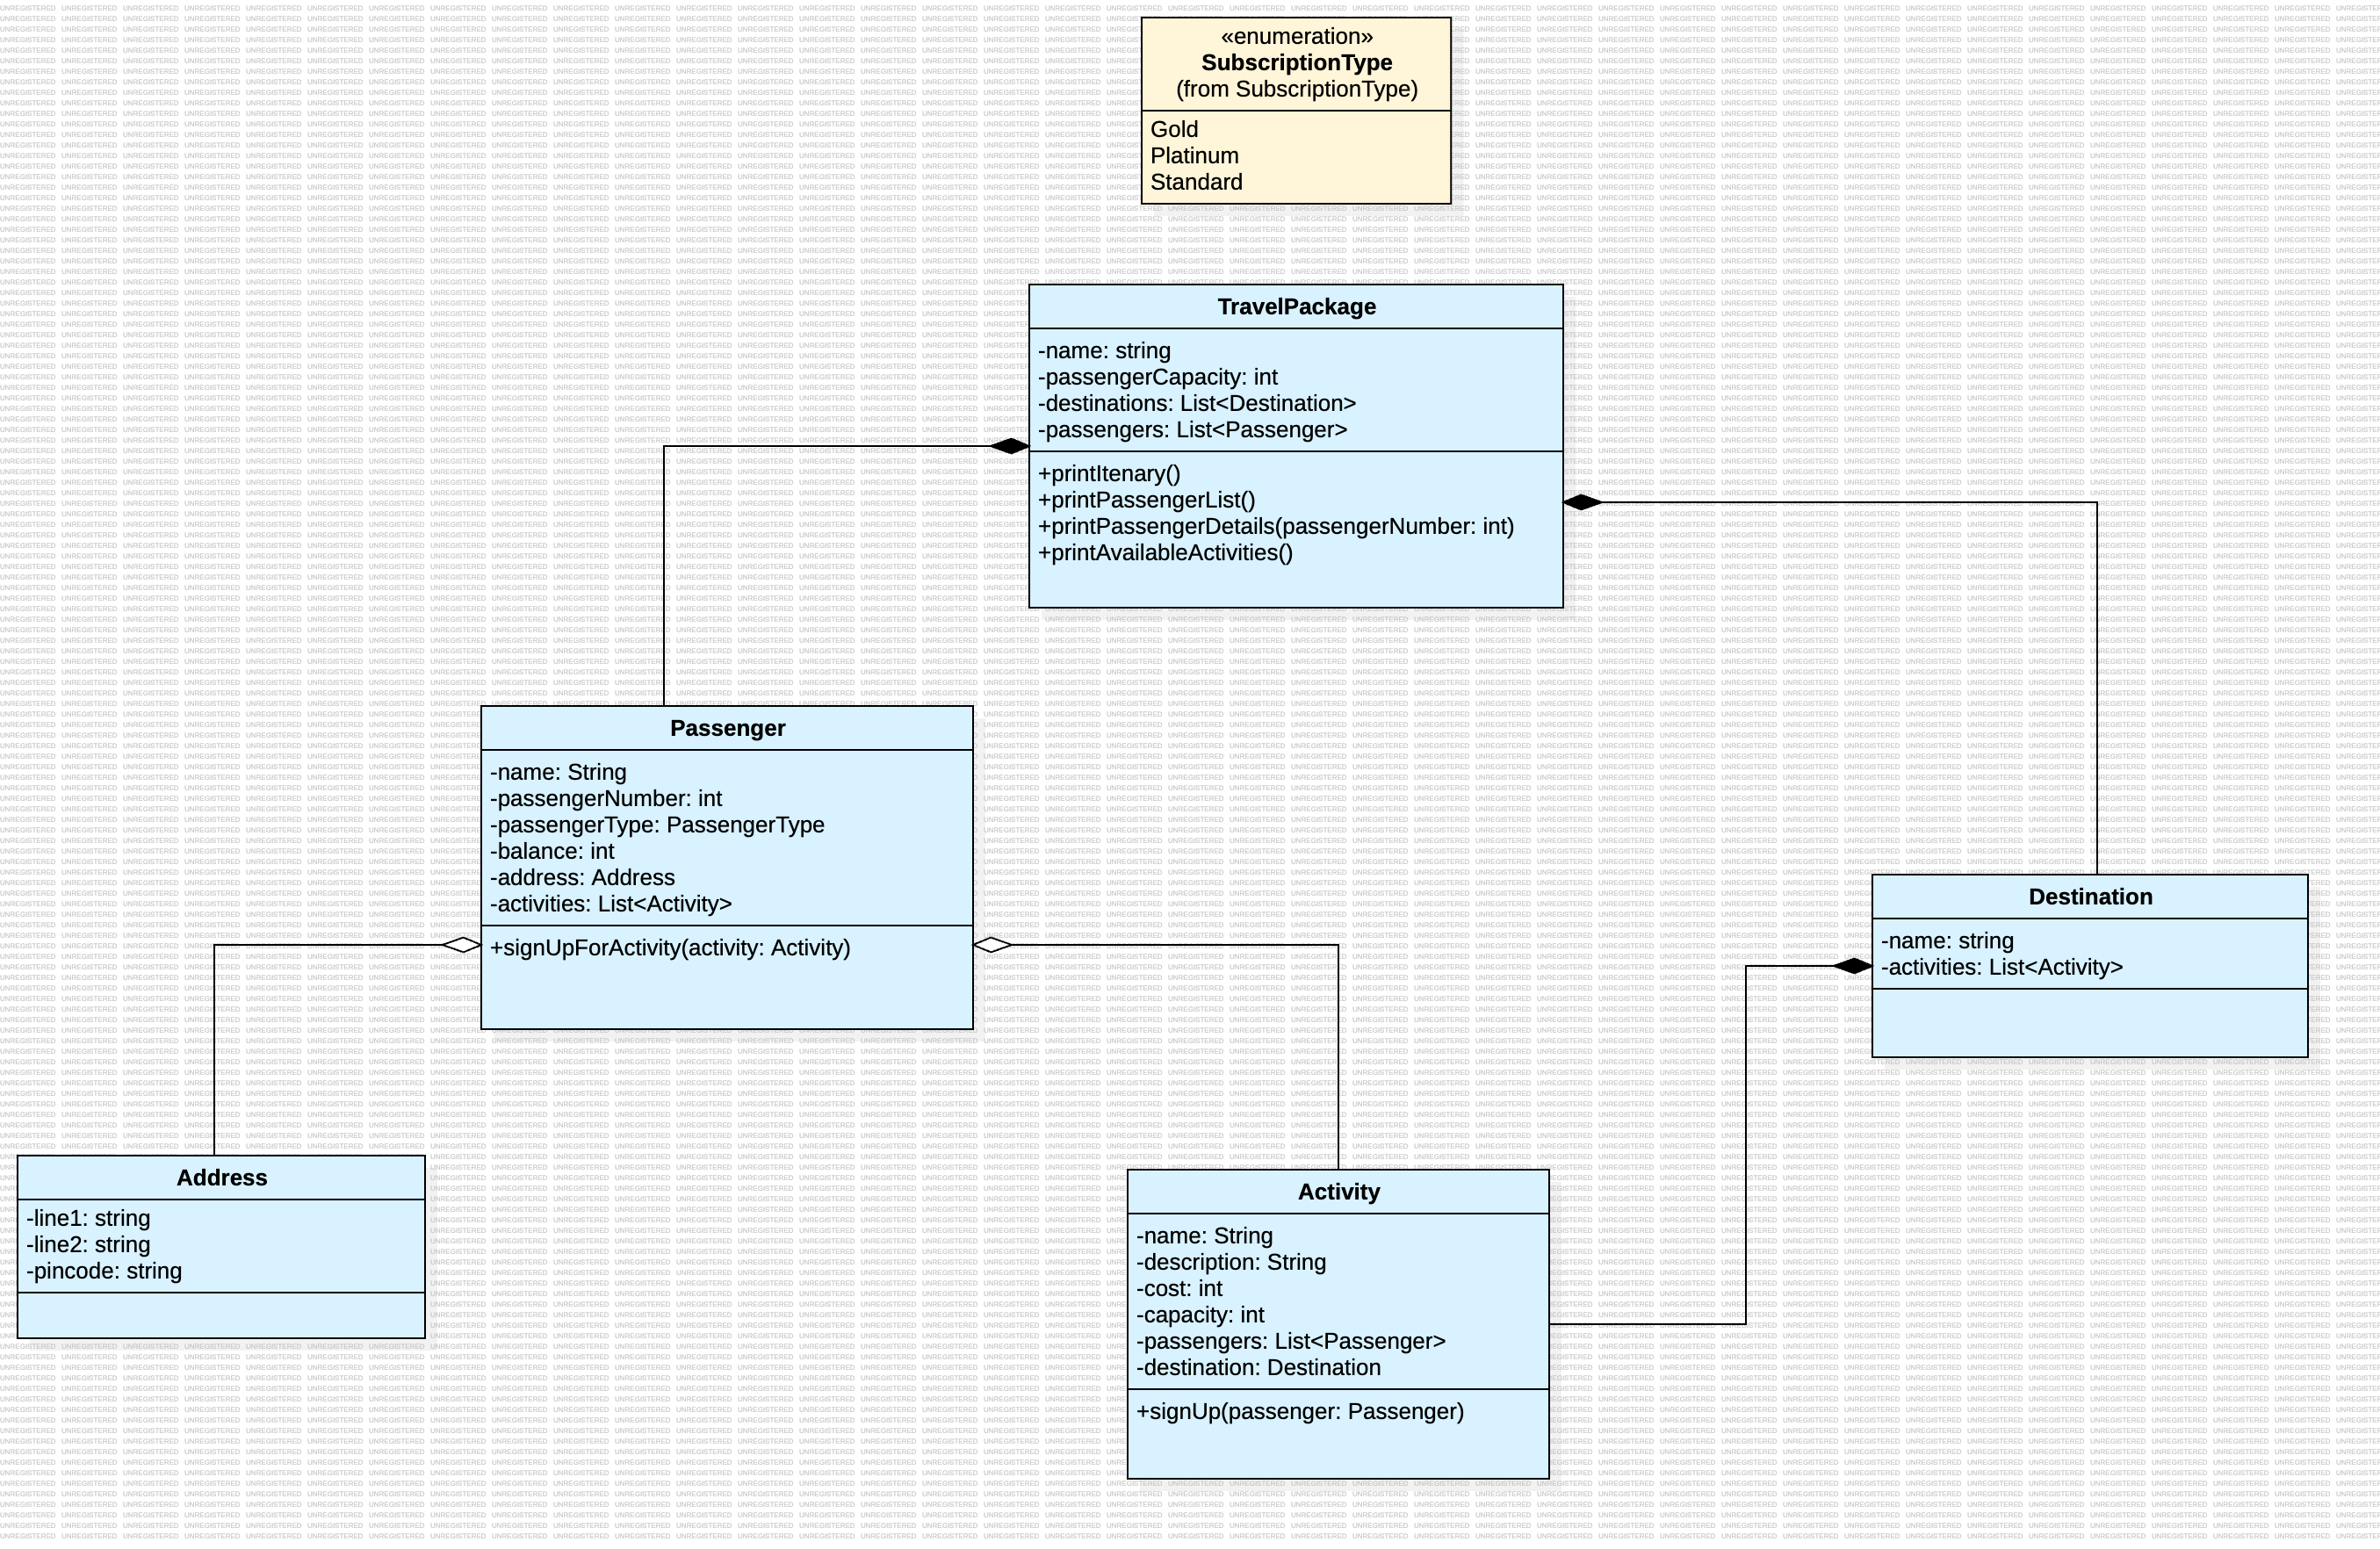 «enumeration»
SubscriptionType
(from SubscriptionType)
Gold
Platinum
Standard
TravelPackage
-name: string
-passengerCapacity: int
-destinations: List<Destination>
-passengers: List<Passenger>
+printItenary()
+printPassengerList()
+printPassengerDetails(passengerNumber: int)
+printAvailableActivities()
Passenger
-name: String
-passengerNumber: int
-passengerType: PassengerType
-balance: int
-address: Address
-activities: List<Activity>
+signUpForActivity(activity: Activity)
Destination
-name: string
-activities: List<Activity>
Address
-line1: string
-line2: string
-pincode: string
Activity
-name: String
-description: String
-cost: int
-capacity: int
-passengers: List<Passenger>
-destination: Destination
+signUp(passenger: Passenger)
UNREGISTERED